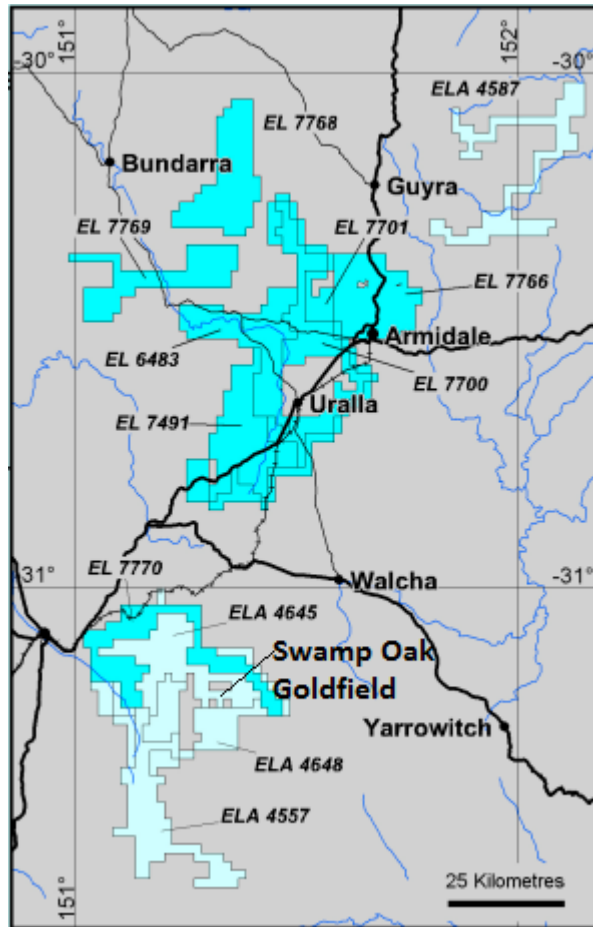 151°
152°
-30°
-30°
ELA 4587
EL 7768
Bundarra
Guyra
EL 7769
EL 7701
EL 7766
Armidale
EL 6483
EL 7700
Uralla
EL 7491
-31°
-31°
EL 7770
Walcha
ELA 4645
Swamp Oak
Goldfield
Yarrowitch
ELA 4648
ELA 4557
25 Kilometres
151°